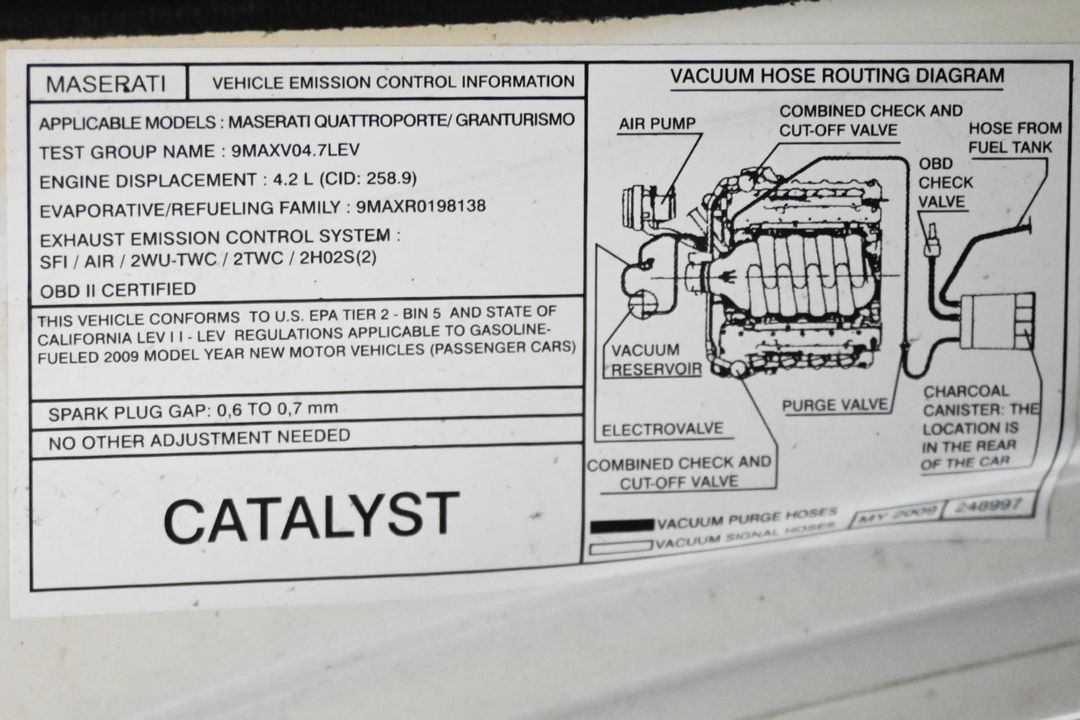 MASERATI
VEHICLE EMISSION CONTROL INFORMATION
APPLICABLE MODELS : MASERATI QUATTROPORTE/ GRANTURISMO
TEST GROUP NAME : 9MAXV04.7LEV
ENGINE DISPLACEMENT : 4.2 L (CID: 258.9)
EVAPORATIVE/REFUELING FAMILY : 9MAXR0198138
EXHAUST EMISSION CONTROL SYSTEM :
SFI / AIR / 2WU-TWC / 2TWC / 2H02S(2)
OBD II CERTIFIED
THIS VEHICLE CONFORMS TO U.S. EPA TIER 2 - BIN 5 AND STATE OF
CALIFORNIA LEV I I - LEV REGULATIONS APPLICABLE TO GASOLINE-
FUELED 2009 MODEL YEAR NEW MOTOR VEHICLES (PASSENGER CARS)
SPARK PLUG GAP: 0,6 TO 0,7 mm
NO OTHER ADJUSTMENT NEEDED
CATALYST
VACUUM HOSE ROUTING DIAGRAM
AIR PUMP
COMBINED CHECK AND
CUT-OFF VALVE
HOSE FROM
FUEL TANK
OBD
CHECK
VALVE
VACUUM
RESERVOIR
PURGE VALVE
ELECTROVALVE
CHARCOAL
CANISTER: THE
LOCATION IS
IN THE REAR
OF THE CAR
COMBINED CHECK AND
CUT-OFF VALVE
VACUUM PURGE HOSES
VACUUM SIGNAL HOSES
MY 2009
248997